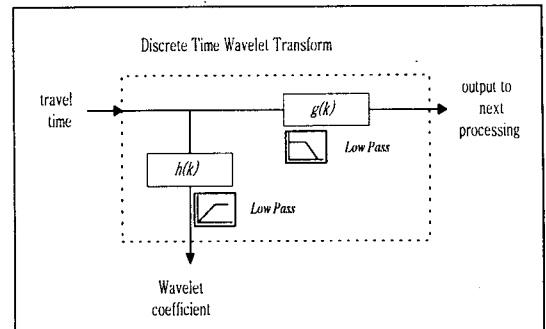 Discrete Time Wavelet Transform
travel
time
g(k)
output to
next
processing
Low Pass
h(k)
Low Pass
Wavelet
coefficient